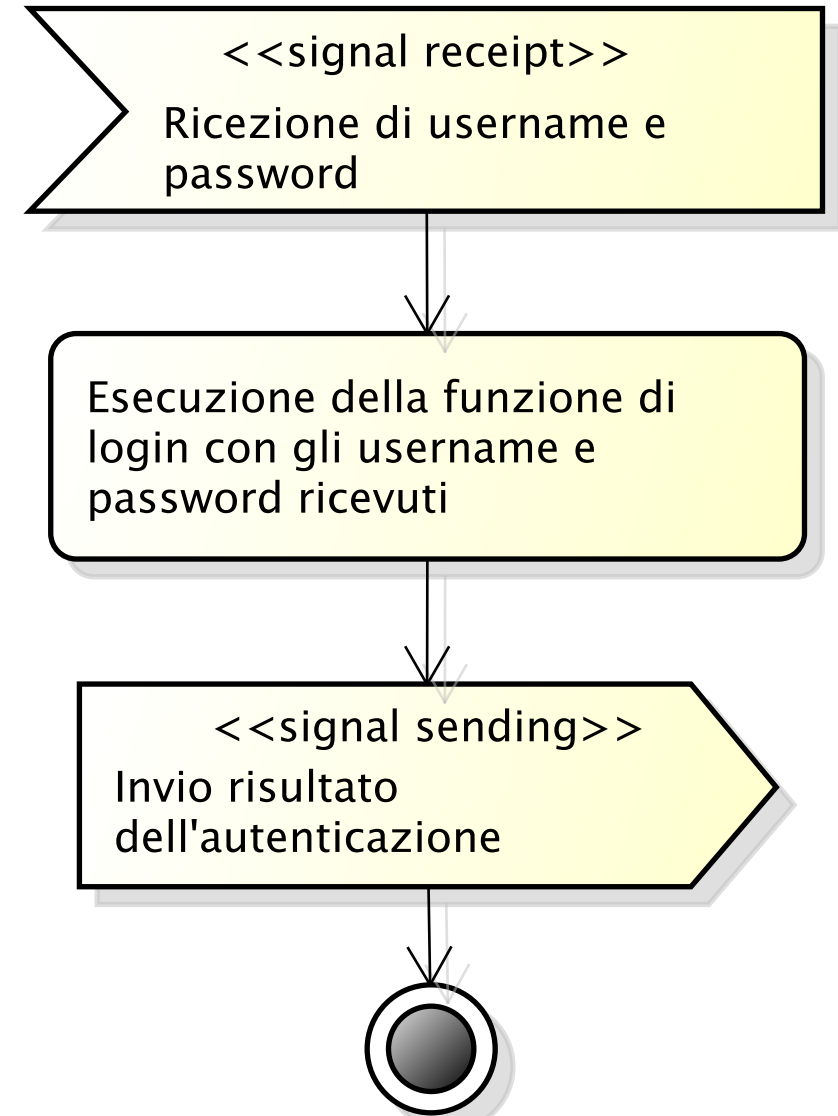 <<signal receipt>>
Ricezione di username e
password
Esecuzione della funzione di
login con gli username e
password ricevuti
<<signal sending>>
Invio risultato
dell'autenticazione